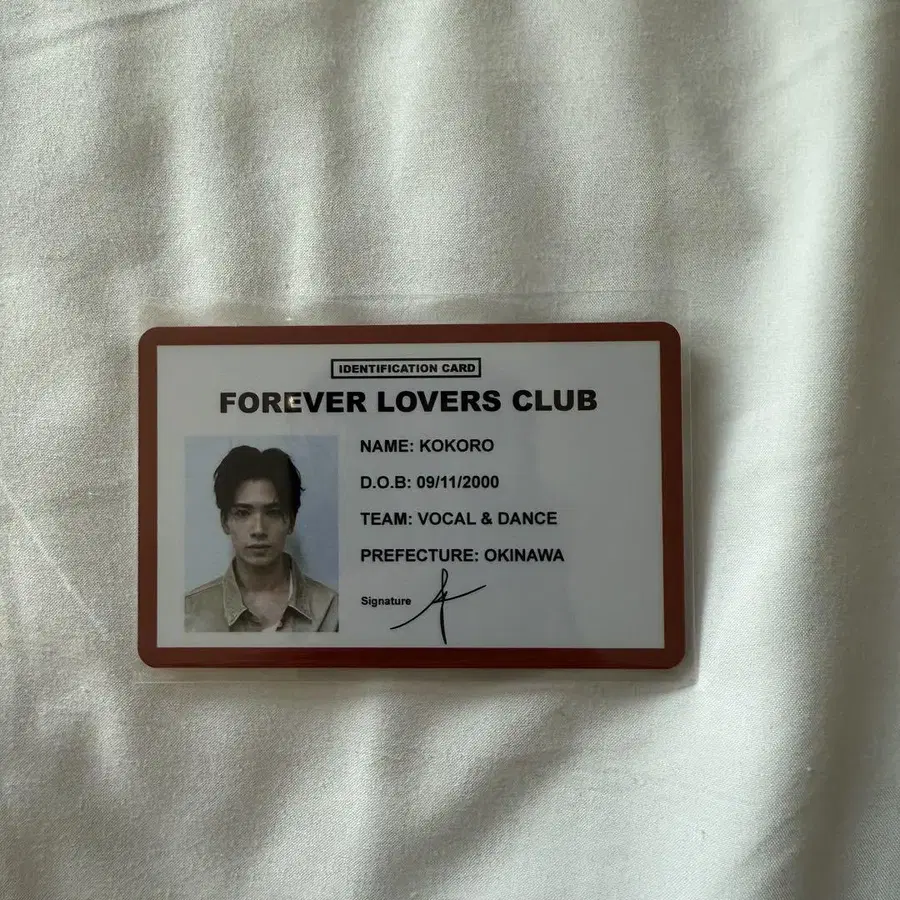 IDENTIFICATION CARD
FOREVER LOVERS CLUB
NAME: KOKORO
D.O.B: 09/11/2000
TEAM: VOCAL & DANCE
PREFECTURE: OKINAWA
Signature